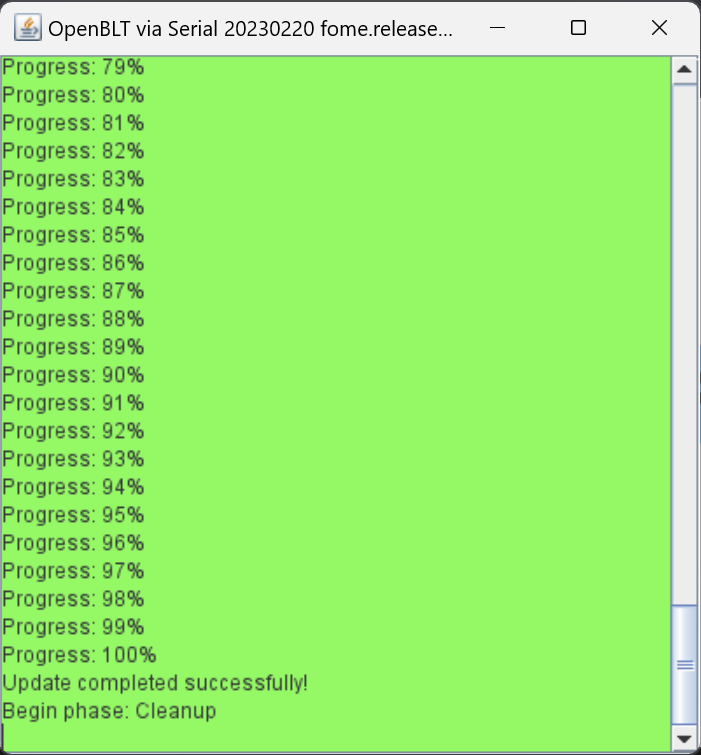 OpenBLT via Serial 20230220 fome.release...
Progress: 79%
Progress: 80%
Progress: 81%
Progress: 82%
Progress: 83%
Progress: 84%
Progress: 85%
Progress: 86%
Progress: 87%
Progress: 88%
Progress: 89%
Progress: 90%
Progress: 91%
Progress: 92%
Progress: 93%
Progress: 94%
Progress: 95%
Progress: 96%
Progress: 97%
Progress: 98%
Progress: 99%
Progress: 100%
Update completed successfully!
Begin phase: Cleanup